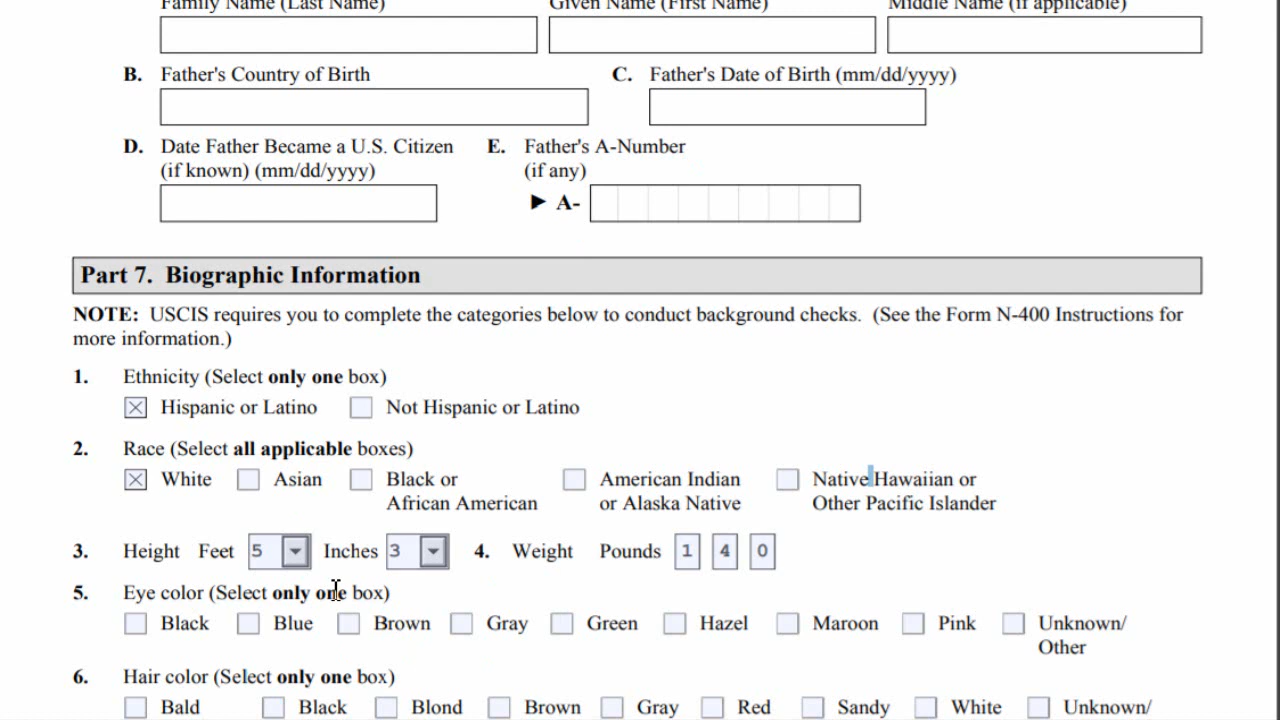 Family Name (Last Name) Given Name (First Name) Middle Name (if applicable)
B. Father's Country of Birth C. Father's Date of Birth (mm/dd/yyyy)
D. Date Father Became a U.S. Citizen E. Father's A-Number
(if known) (mm/dd/yyyy) (if any)
► A-
Part 7. Biographic Information
NOTE: USCIS requires you to complete the categories below to conduct background checks. (See the Form N-400 Instructions for
more information.)
1. Ethnicity (Select only one box)
Hispanic or Latino Not Hispanic or Latino
2. Race (Select all applicable boxes)
White Asian Black or American Indian Native Hawaiian or
African American or Alaska Native Other Pacific Islander
3. Height Feet 5 Inches 3 4. Weight Pounds 1 4 0
5. Eye color (Select only one box)
Black Blue Brown Gray Green Hazel Maroon Pink Unknown/
Other
6. Hair color (Select only one box)
Bald Black Blond Brown Gray Red Sandy White Unknown/